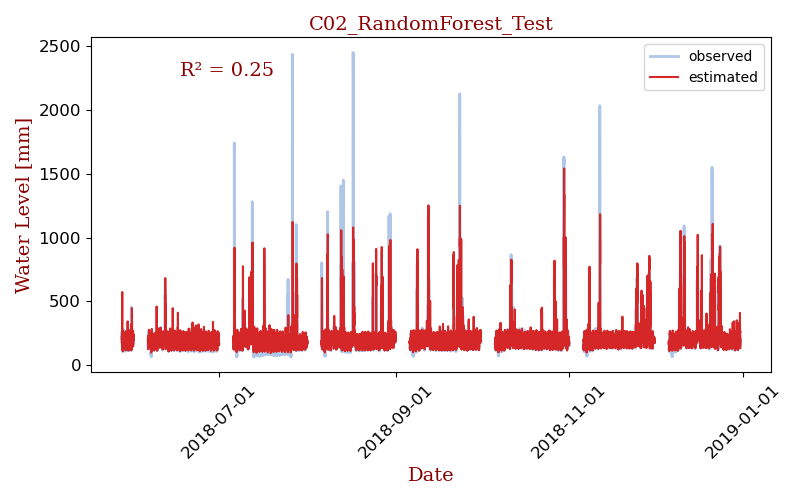 C02_RandomForest_Test
R² = 0.25
observed
estimated
Water Level [mm]
2500
2000
1500
1000
500
0
2018-07-01
2018-09-01
2018-11-01
2019-01-01
Date